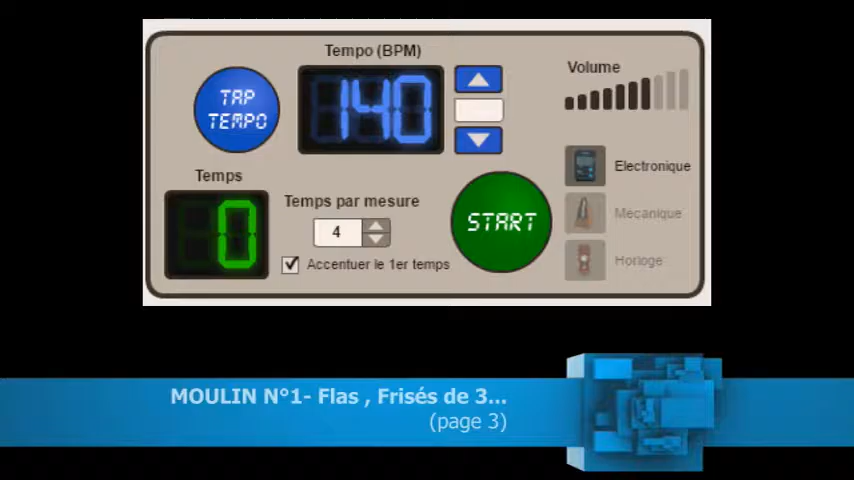 Tempo (BPM)
TAP
TEMPO
140
Volume
Temps
0
Temps par mesure
4
Accentuer le 1er temps
START
Electronique
Mécanique
Horloge
MOULIN N°1- Flas , Frisés de 3...
(page 3)